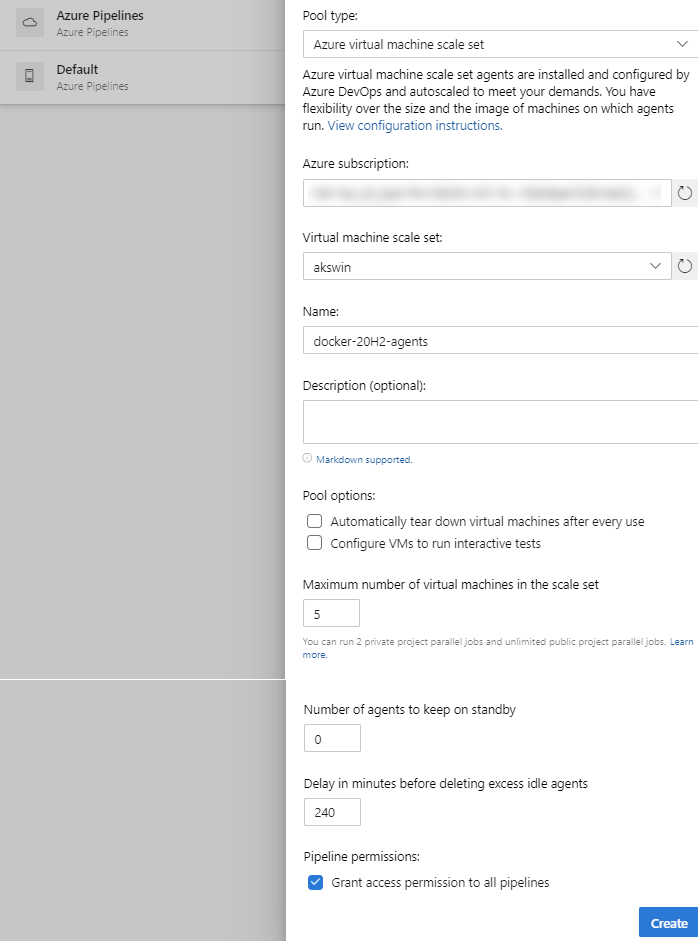 Azure Pipelines
Azure Pipelines
Default
Azure Pipelines
Pool type:
Azure virtual machine scale set
Azure virtual machine scale set agents are installed and configured by
Azure DevOps and autoscaled to meet your demands. You have
flexibility over the size and the image of machines on which agents
run. View configuration instructions.
Azure subscription:
Virtual machine scale set:
akswin
Name:
docker-20H2-agents
Description (optional):
Markdown supported.
Pool options:
Automatically tear down virtual machines after every use
Configure VMs to run interactive tests
Maximum number of virtual machines in the scale set
5
You can run 2 private project parallel jobs and unlimited public project parallel jobs. Learn
more.
Number of agents to keep on standby
0
Delay in minutes before deleting excess idle agents
240
Pipeline permissions:
Grant access permission to all pipelines
Create